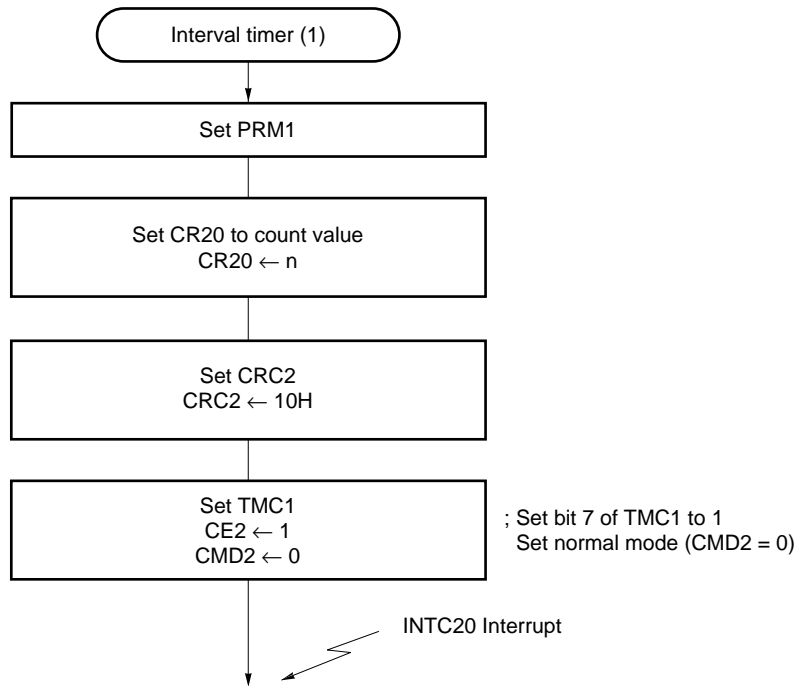 Interval timer (1)
Set PRM1
Set CR20 to count value
CR20 ← n
Set CRC2
CRC2 ← 10H
Set TMC1
CE2 ← 1
CMD2 ← 0
; Set bit 7 of TMC1 to 1
Set normal mode (CMD2 = 0)
INTC20 Interrupt